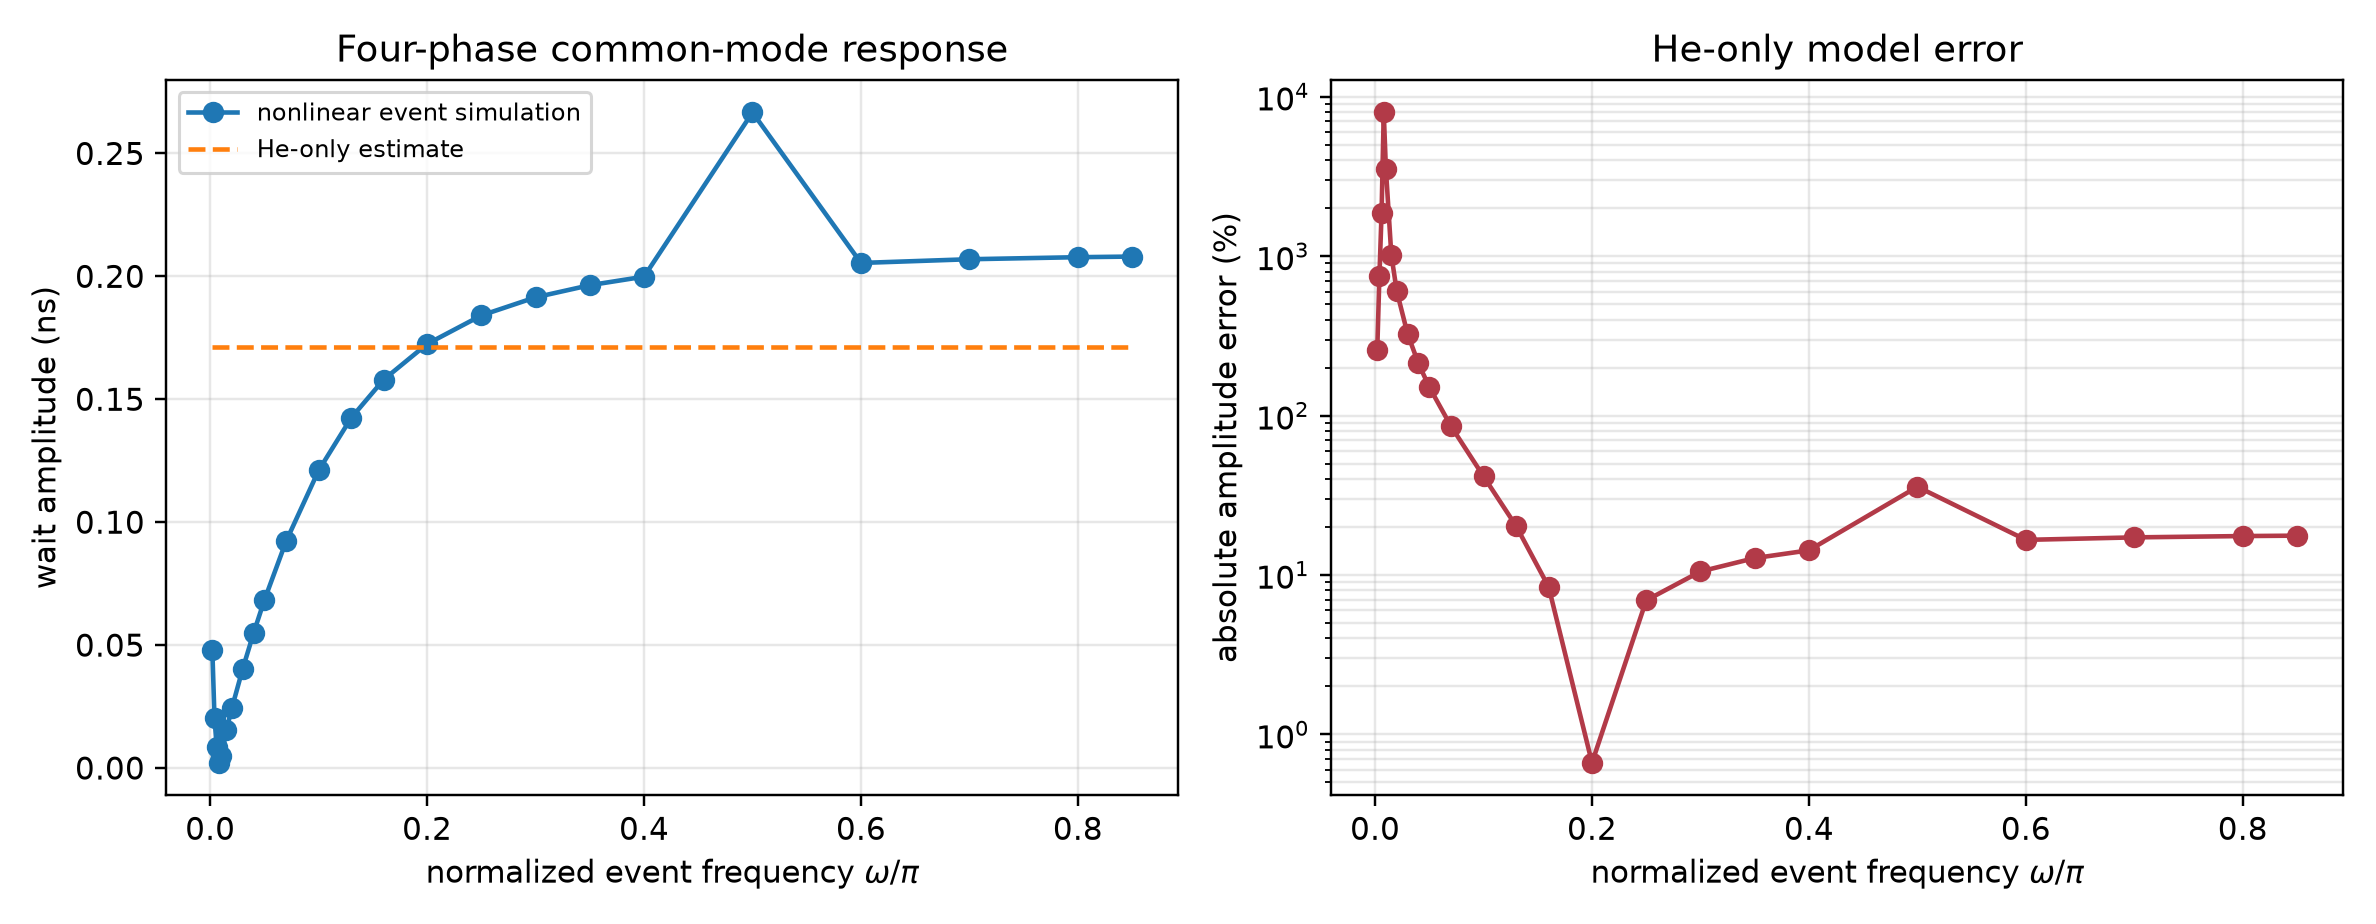 Four-phase common-mode response
nonlinear event simulation
He-only estimate
wait amplitude (ns)
0.25
0.20
0.15
0.10
0.05
0.00
0.0 0.2 0.4 0.6 0.8
normalized event frequency ω/π
He-only model error
absolute amplitude error (%)
10⁴
10³
10²
10¹
10⁰
0.0 0.2 0.4 0.6 0.8
normalized event frequency ω/π